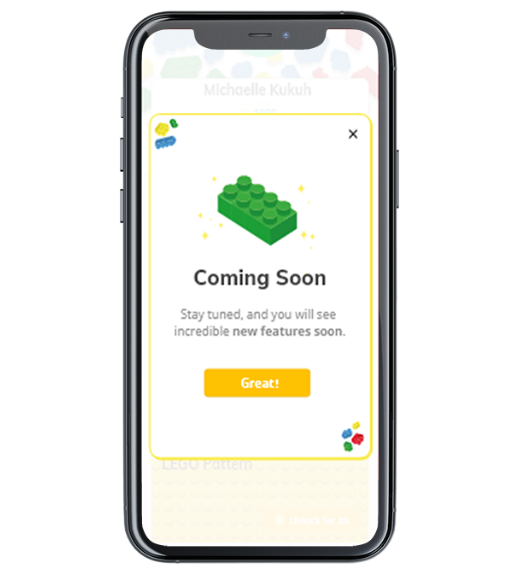 Michaelle Kukuh
Coming Soon
Stay tuned, and you will see
incredible new features soon.
Great!
LEGO Pattern